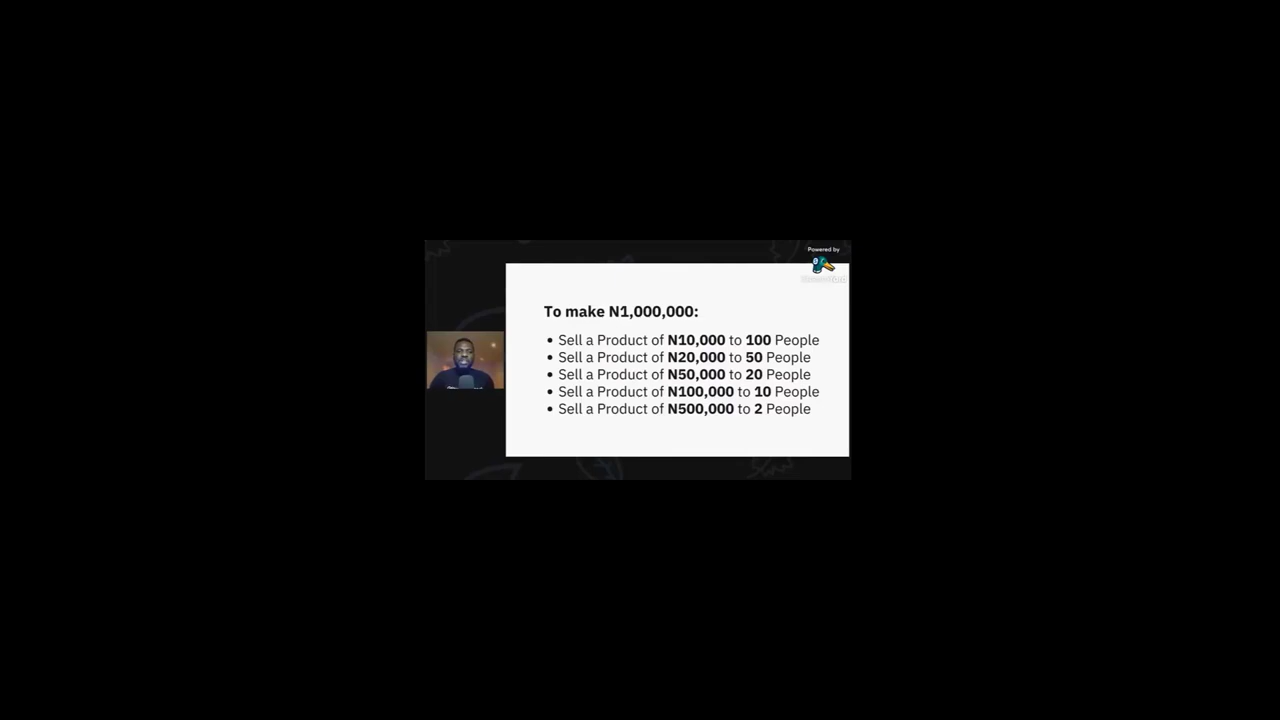 Powered by
To make N1,000,000:
• Sell a Product of N10,000 to 100 People
• Sell a Product of N20,000 to 50 People
• Sell a Product of N50,000 to 20 People
• Sell a Product of N100,000 to 10 People
• Sell a Product of N500,000 to 2 People